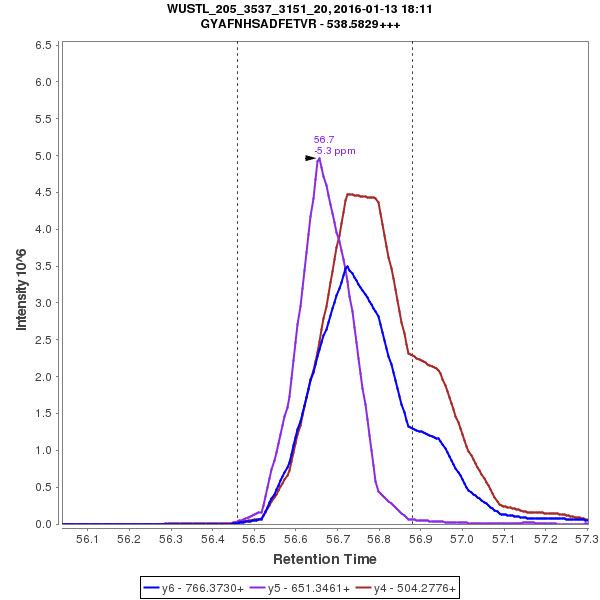 WUSTL_205_3537_3151_20, 2016-01-13 18:11
GYAFNHSADFETVR - 538.5829+++
Intensity 10^6
6.5
6.0
5.5
5.0
4.5
4.0
3.5
3.0
2.5
2.0
1.5
1.0
0.5
0.0
56.7
-5.3 ppm
56.1 56.2 56.3 56.4 56.5 56.6 56.7 56.8 56.9 57.0 57.1 57.2 57.3
Retention Time
y6 - 766.3730+ y5 - 651.3461+ y4 - 504.2776+